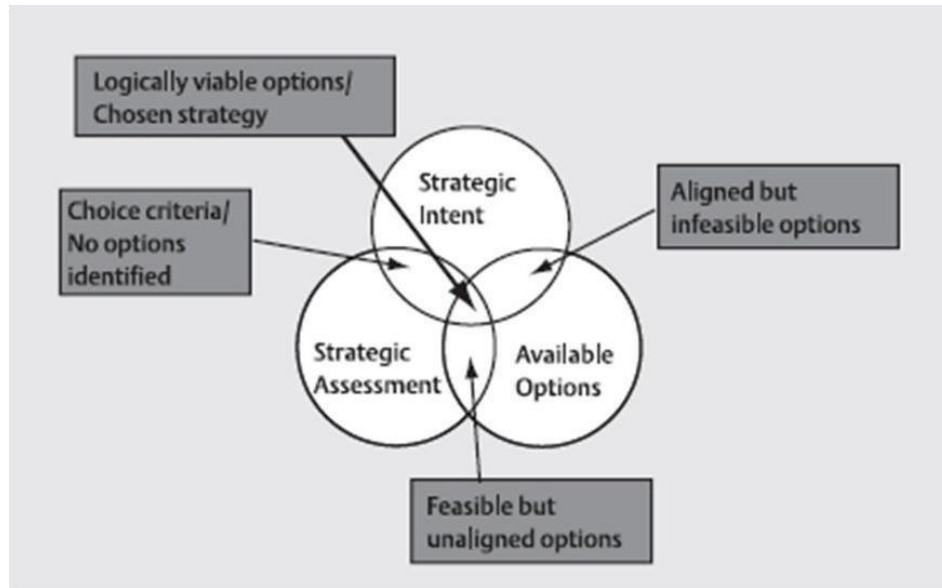 Logically viable options/
Chosen strategy
Strategic
Intent
Aligned but
infeasible options
Choice criteria/
No options
identified
Strategic
Assessment
Available
Options
Feasible but
unaligned options